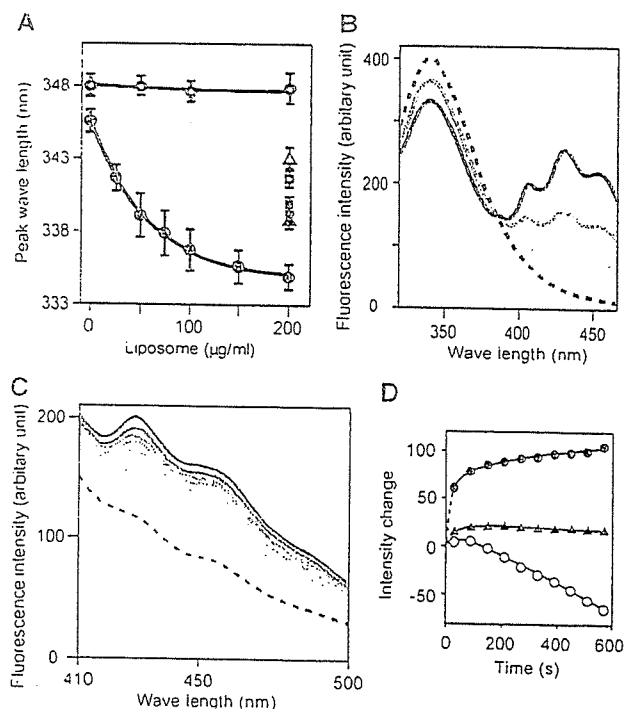 A
Peak wave length (nm)
348
343
338
333
0
100
200
Liposome (µg/ml)
B
Fluorescence intensity (arbitary unit)
400
200
0
350
400
450
Wave length (nm)
C
Fluorescence intensity (arbitary unit)
200
100
0
410
450
500
Wave length (nm)
D
Intensity change
100
50
0
-50
0
200
400
600
Time (s)